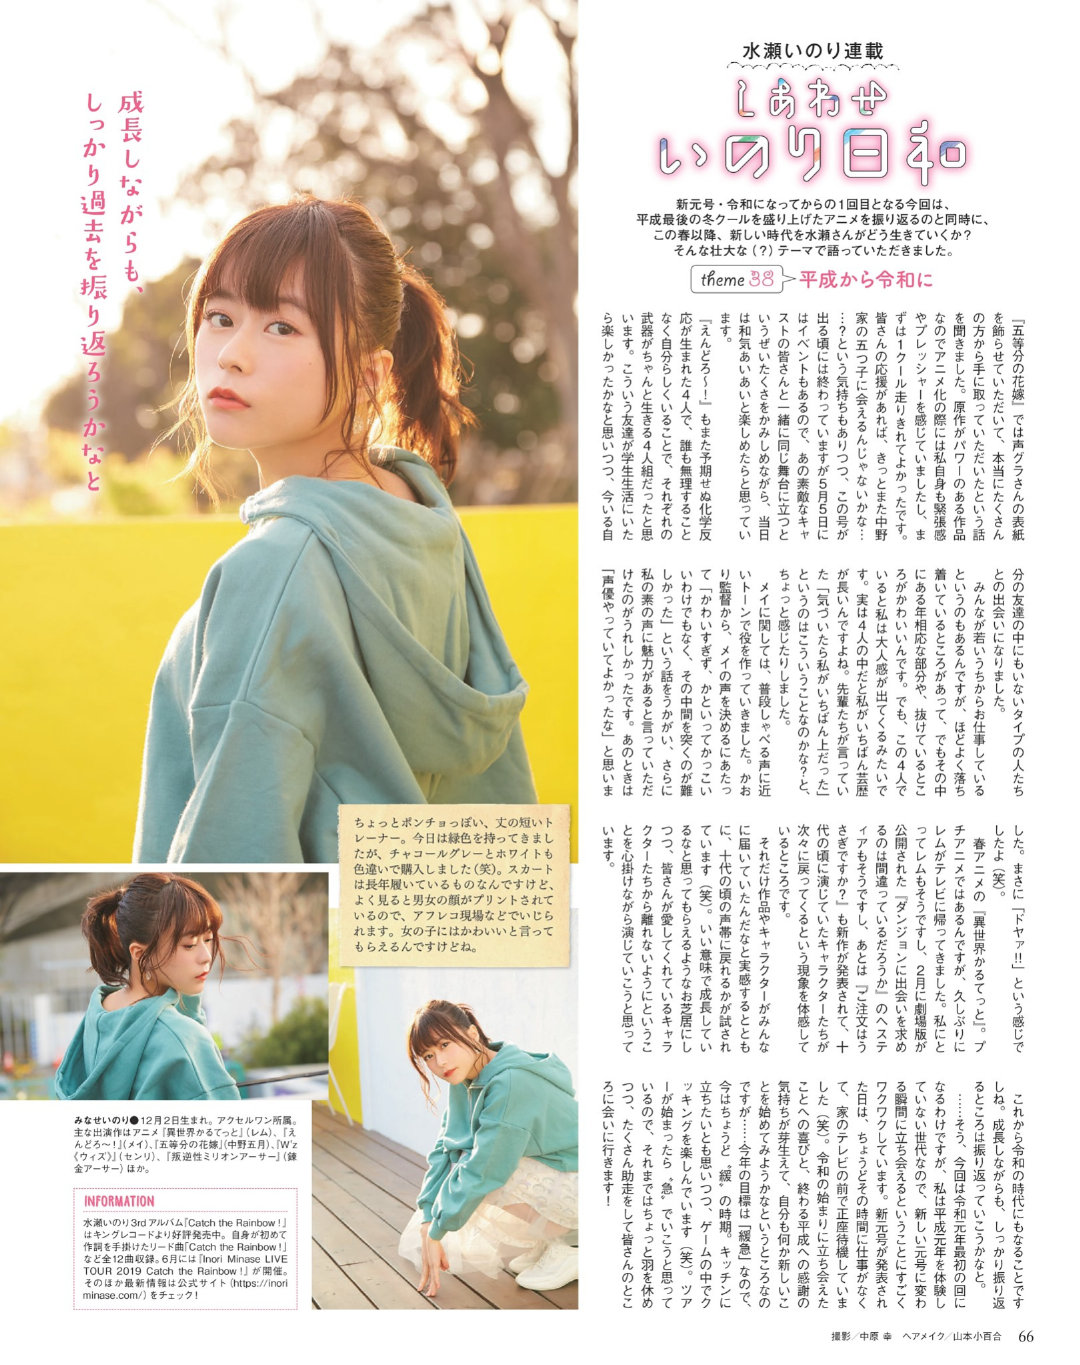 水瀬いのり連載
しあわせ
いのり日和
新元号・令和になってからの1回目となる今回は、
平成最後の冬クールを盛り上げたアニメを振り返るのと同時に、
この春以降、新しい時代を水瀬さんがどう生きていくか?
そんな壮大な(?)テーマで語っていただきました。
theme 38 平成から令和に
成長しながらも、
しっかり過去を振り返ろうかなと
『五等分の花嫁』では声グラさんの表紙
を飾らせていただいて、本当にたくさん
の方から手に取っていただいたという話
を聞きました。原作がパワーのある作品
なのでアニメ化の際には私自身も緊張感
やプレッシャーを感じていましたし、ま
ずは1クール走りきれてよかったです。
皆さんの応援があれば、きっとまた中野
家の五つ子に会えるんじゃないかな…
…?という気持ちもありつつ、この号が
出る頃には終わっていますが5月5日に
はイベントもあるので、あの素敵なキャ
ストの皆さんと一緒に同じ舞台に立つと
いうぜいたくさをかみしめながら、当日
は和気あいあいと楽しめたらと思ってい
ます。
『えんどろ〜!』もまた予期せぬ化学反
応が生まれた4人で、誰も無理すること
なく自分らしくいることで、それぞれの
武器がちゃんと生きる4人組だったと思
います。こういう友達が学生生活にいた
ら楽しかったかなと思いつつ、今いる自
分の友達の中にもいないタイプの人たち
との出会いになりました。
みんなが若いうちからお仕事している
というのもあるんですが、ほどよく落ち
着いているところがあって、でもその中
にある年相応な部分や、抜けているとこ
ろがかわいいんです。でも、この4人で
いると私は大人感が出てくるみたいで
す。実は4人の中だと私がいちばん芸歴
が長いんですよね。先輩たちが言ってい
た「気づいたら私がいちばん上だった」
というのはこういうことなのかな?と、
ちょっと感じたりしました。
メイに関しては、普段しゃべる声に近
いトーンで役を作っていきました。かお
り監督から、メイの声を決めるにあたっ
て「かわいすぎず、かといってかっこい
いわけでもなく、その中間を突くのが難
しかった」という話をうかがい、さらに
私の素の声に魅力があると言っていただ
けたのがうれしかったです。あのときは
「声優やっていてよかったな」と思いま
した。まさに「ドヤァ!!」という感じで
したよ(笑)。
春アニメの『異世界かるてっと』。プ
チアニメではあるんですが、久しぶりに
レムがテレビに帰ってきました。私にと
ってレムもそうですし、2月に劇場版が
公開された『ダンジョンに出会いを求め
るのは間違っているだろうか』のヘステ
ィアもそうですし、あとは『ご注文はう
さぎですか?』も新作が発表されて、十
代の頃に演じていたキャラクターたちが
次々に戻ってくるという現象を体感して
いるところです。
それだけ作品やキャラクターがみんな
に届いていたんだなと実感するととも
に、十代の頃の声帯に戻れるかが試され
ています(笑)。いい意味で成長してい
るなと思ってもらえるようなお芝居にし
つつ、皆さんが愛してくれているキャラ
クターたちから離れないようにというこ
とを心掛けながら演じていこうと思って
います。
これから令和の時代にもなることです
しね。成長しながらも、しっかり振り返
るところは振り返っていこうかなと。
……そう、今回は令和元年最初の回に
なるわけですが、私は平成元年を体験し
ていない世代なので、新しい元号に変わ
る瞬間に立ち会えるということにすごく
ワクワクしています。新元号が発表され
た日は、ちょうどその時間に仕事がなく
て、家のテレビの前で正座待機していま
した(笑)。令和の始まりに立ち会えた
ことへの喜びと、終わる平成への感謝の
気持ちが芽生えて、自分も何か新しいこ
とを始めてみようかなというところなの
ですが……今年の目標は「緩急」なので、
今はちょうど〝緩〟の時期。キッチンに
立ちたいとも思いつつ、ゲームの中でク
ッキングを楽しんでいます(笑)。ツア
ーが始まったら〝急〟でいこうと思って
いるので、それまではちょっと羽を休め
つつ、たくさん助走をして皆さんのとこ
ろに会いに行きます!
ちょっとポンチョっぽい、丈の短いト
レーナー。今日は緑色を持ってきまし
たが、チャコールグレーとホワイトも
色違いで購入しました(笑)。スカート
は長年履いているものなんですけど、
よく見ると男女の顔がプリントされて
いるので、アフレコ現場などでいじら
れます。女の子にはかわいいと言って
もらえるんですけどね。
みなせいのり●12月2日生まれ。アクセルワン所属。
主な出演作はアニメ『異世界かるてっと』(レム)、『え
んどろ〜!』(メイ)、『五等分の花嫁』(中野五月)、『W'z
《ウィズ》』(センリ)、『叛逆性ミリオンアーサー』(錬
金アーサー)ほか。
INFORMATION
水瀬いのり3rdアルバム『Catch the Rainbow!』
はキングレコードより好評発売中。自身が初めて
作詞を手掛けたリード曲「Catch the Rainbow!」
など全12曲収録。6月には『Inori Minase LIVE
TOUR 2019 Catch the Rainbow!』が開催。
そのほか最新情報は公式サイト(https://inori
minase.com/)をチェック!
撮影/中原 幸 ヘアメイク/山本小百合 66